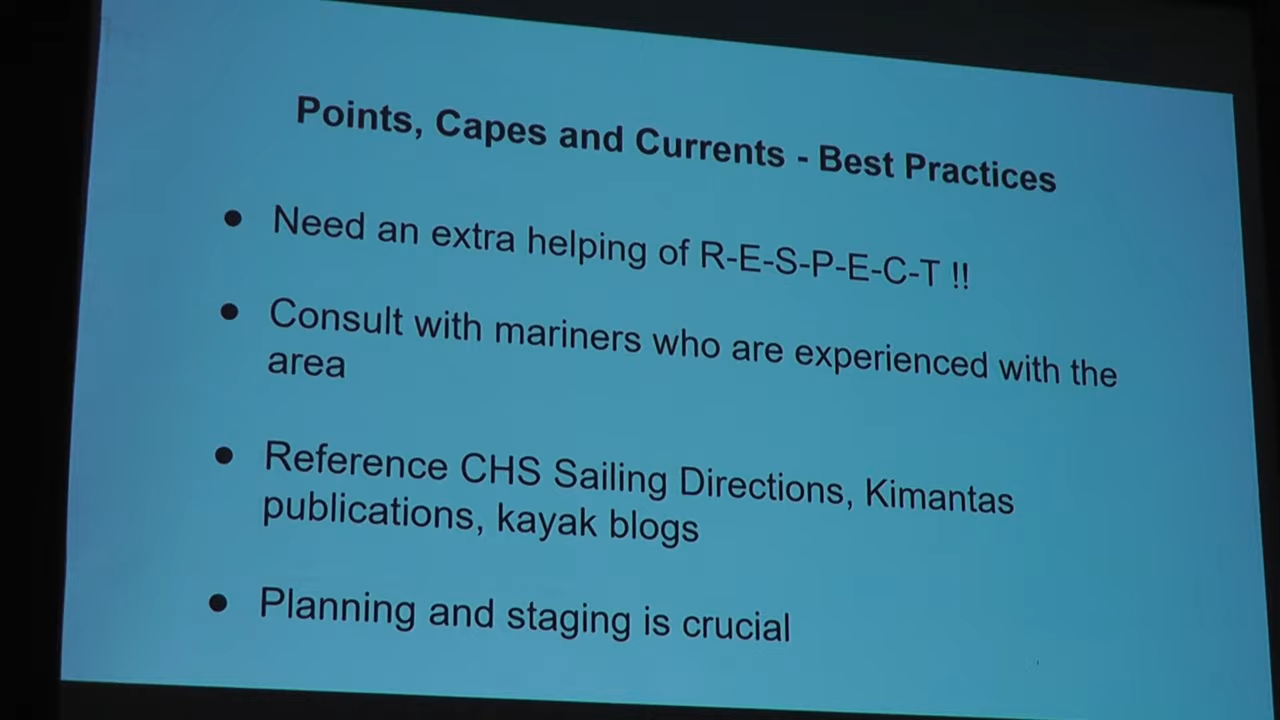 Points, Capes and Currents - Best Practices
● Need an extra helping of R-E-S-P-E-C-T !!
● Consult with mariners who are experienced with the
area
● Reference CHS Sailing Directions, Kimantas
publications, kayak blogs
● Planning and staging is crucial